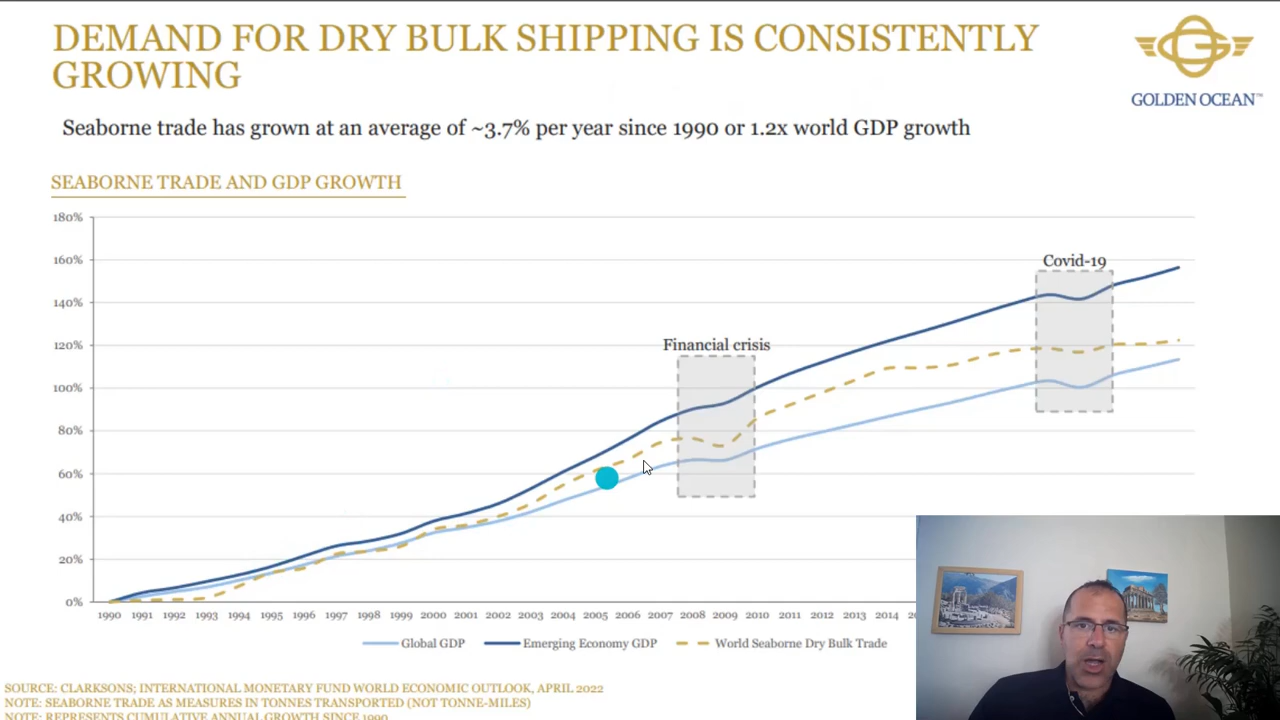 DEMAND FOR DRY BULK SHIPPING IS CONSISTENTLY
GROWING
GOLDEN OCEAN™
Seaborne trade has grown at an average of ~3.7% per year since 1990 or 1.2x world GDP growth
SEABORNE TRADE AND GDP GROWTH
180%
160%
140%
120%
100%
80%
60%
40%
20%
0%
Covid-19
Financial crisis
1990 1991 1992 1993 1994 1995 1996 1997 1998 1999 2000 2001 2002 2003 2004 2005 2006 2007 2008 2009 2010 2011 2012 2013 2014
Global GDP Emerging Economy GDP World Seaborne Dry Bulk Trade
SOURCE: CLARKSONS; INTERNATIONAL MONETARY FUND WORLD ECONOMIC OUTLOOK, APRIL 2022
NOTE: SEABORNE TRADE AS MEASURES IN TONNES TRANSPORTED (NOT TONNE-MILES)
NOTE: REPRESENTS CUMULATIVE ANNUAL GROWTH SINCE 1990